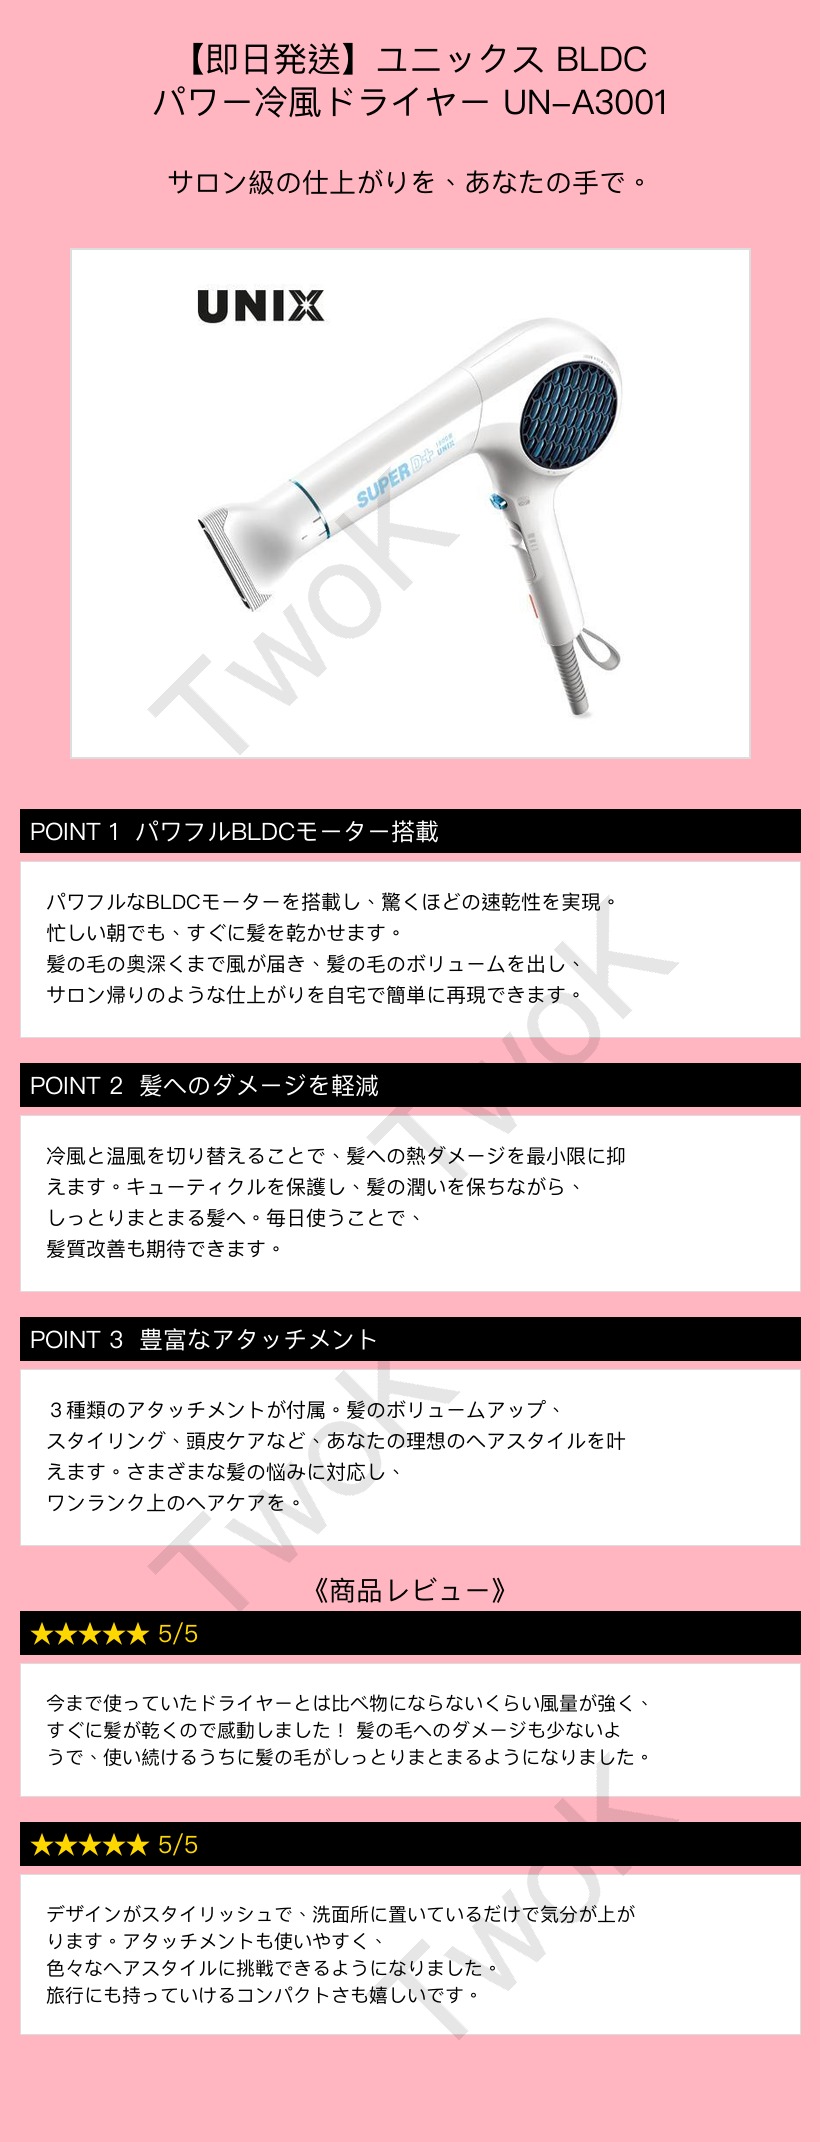 【即日発送】ユニックス BLDC
パワー冷風ドライヤー UN-A3001
サロン級の仕上がりを、あなたの手で。
UNIX
SUPER D+
UNIX
TwoK
POINT 1 パワフルBLDCモーター搭載
パワフルなBLDCモーターを搭載し、驚くほどの速乾性を実現。
忙しい朝でも、すぐに髪を乾かせます。
髪の毛の奥深くまで風が届き、髪の毛のボリュームを出し、
サロン帰りのような仕上がりを自宅で簡単に再現できます。
TwoK
POINT 2 髪へのダメージを軽減
冷風と温風を切り替えることで、髪への熱ダメージを最小限に抑
えます。キューティクルを保護し、髪の潤いを保ちながら、
しっとりまとまる髪へ。毎日使うことで、
髪質改善も期待できます。
POINT 3 豊富なアタッチメント
３種類のアタッチメントが付属。髪のボリュームアップ、
スタイリング、頭皮ケアなど、あなたの理想のヘアスタイルを叶
えます。さまざまな髪の悩みに対応し、
ワンランク上のヘアケアを。
TwoK
《商品レビュー》
★★★★★ 5/5
今まで使っていたドライヤーとは比べ物にならないくらい風量が強く、
すぐに髪が乾くので感動しました！ 髪の毛へのダメージも少ないよ
うで、使い続けるうちに髪の毛がしっとりまとまるようになりました。
★★★★★ 5/5
デザインがスタイリッシュで、洗面所に置いているだけで気分が上が
ります。アタッチメントも使いやすく、
色々なヘアスタイルに挑戦できるようになりました。
旅行にも持っていけるコンパクトさも嬉しいです。
TwoK